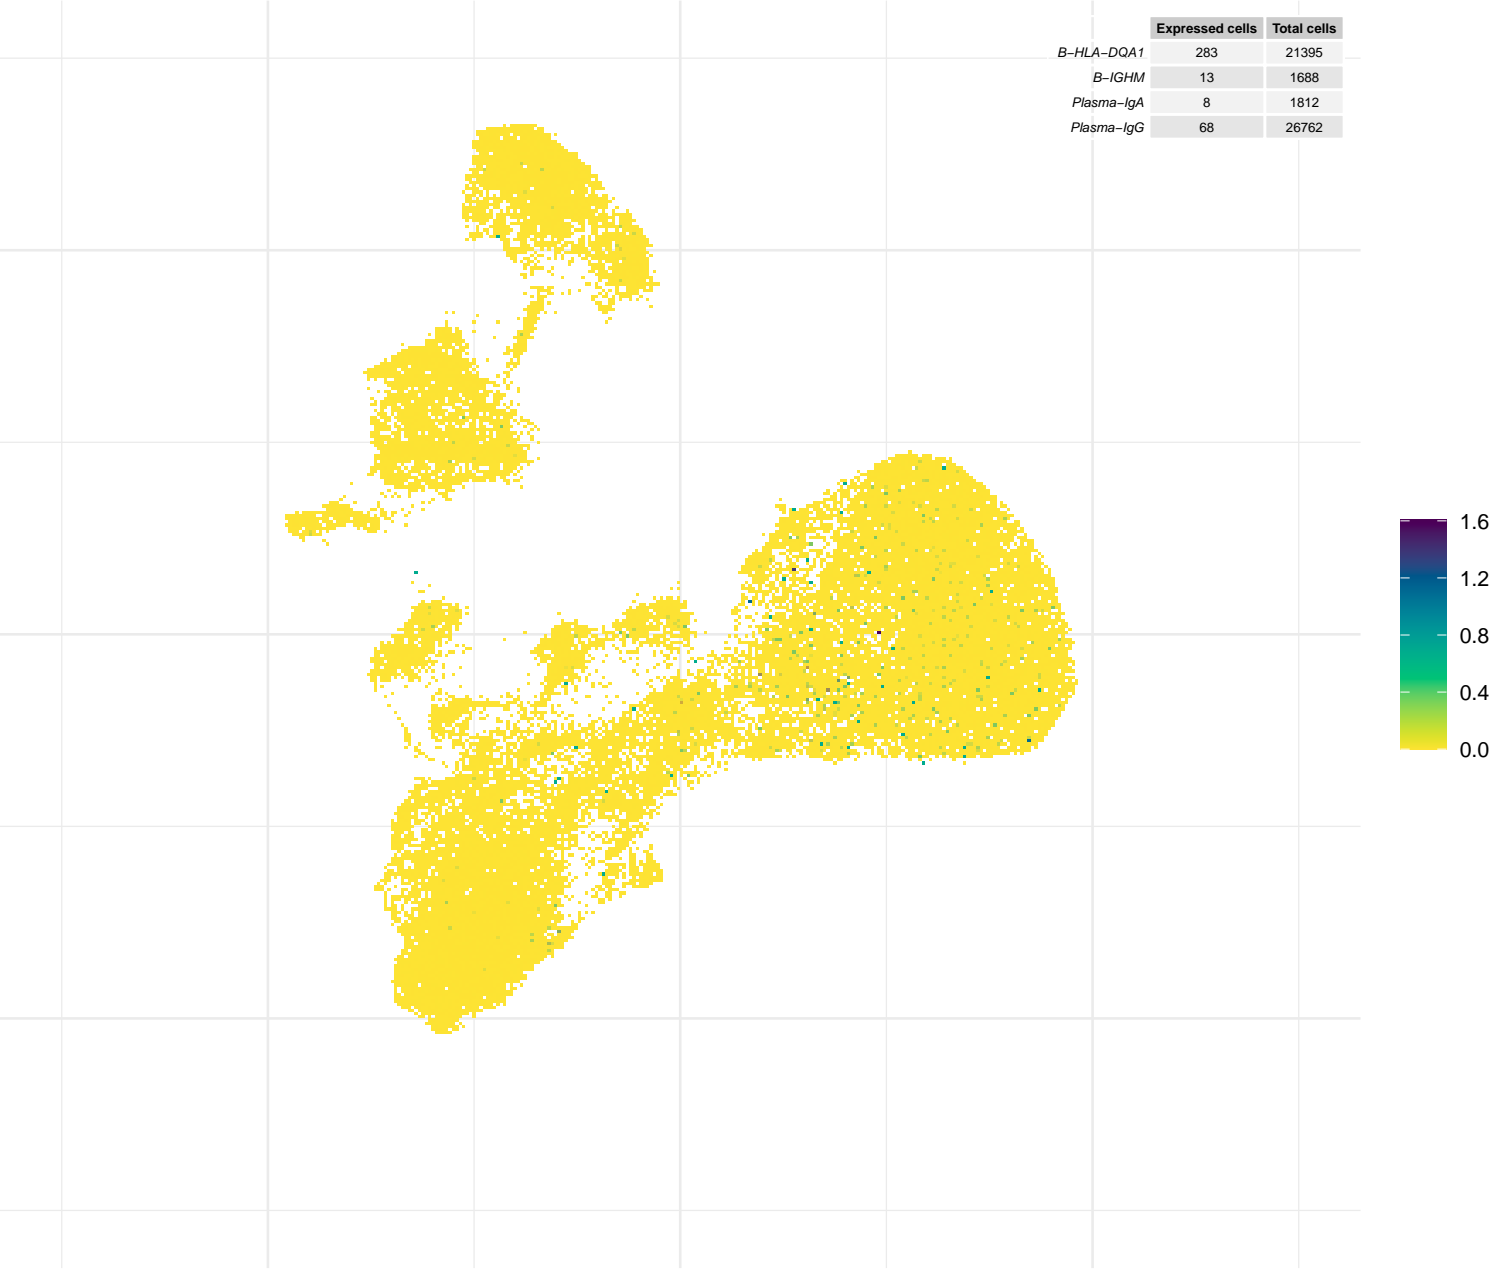 Expressed cells Total cells
B−HLA−DQA1 283 21395
B−IGHM 13 1688
Plasma−IgA 8 1812
Plasma−IgG 68 26762
1.6
1.2
0.8
0.4
0.0